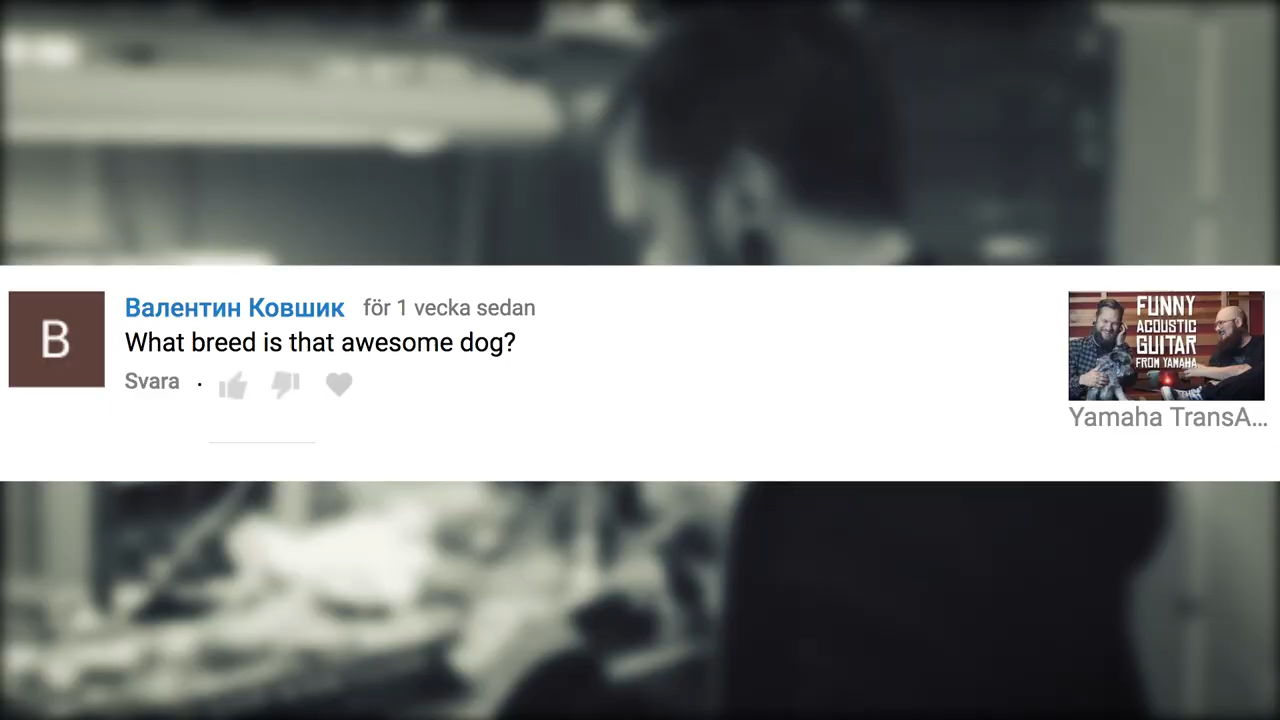 B
Валентин Ковшик för 1 vecka sedan
What breed is that awesome dog?
Svara
FUNNY
ACOUSTIC
GUITAR
FROM YAMAHA
Yamaha TransA...